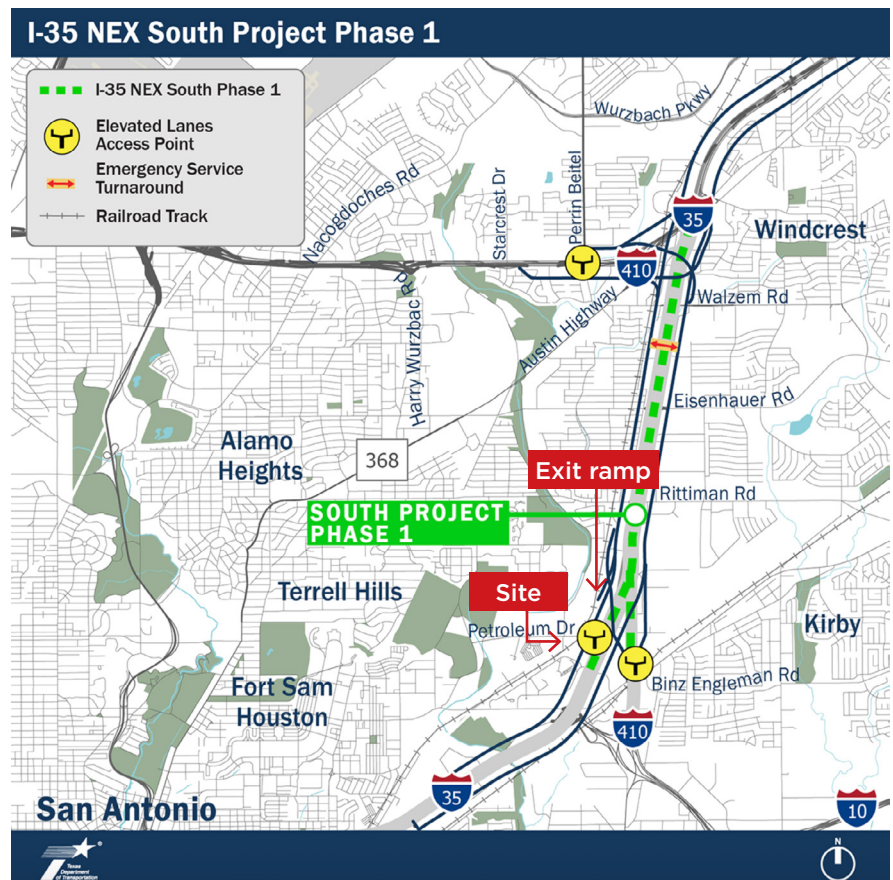 I-35 NEX South Project Phase 1
I-35 NEX South Phase 1
Elevated Lanes
Access Point
Emergency Service
Turnaround
Railroad Track
Wurzbach Pkwy
Nacogdoches Rd
Starcrest Dr
Perrin Beitel
35
Windcrest
410
Harry Wurzbac Rd
Austin Highway
Walzem Rd
Eisenhauer Rd
Alamo
Heights
368
Exit ramp
Rittiman Rd
SOUTH PROJECT
PHASE 1
Terrell Hills
Site
Petroleum Dr
Kirby
Binz Engleman Rd
Fort Sam
Houston
410
35
San Antonio
10
Texas
Department
of Transportation
N